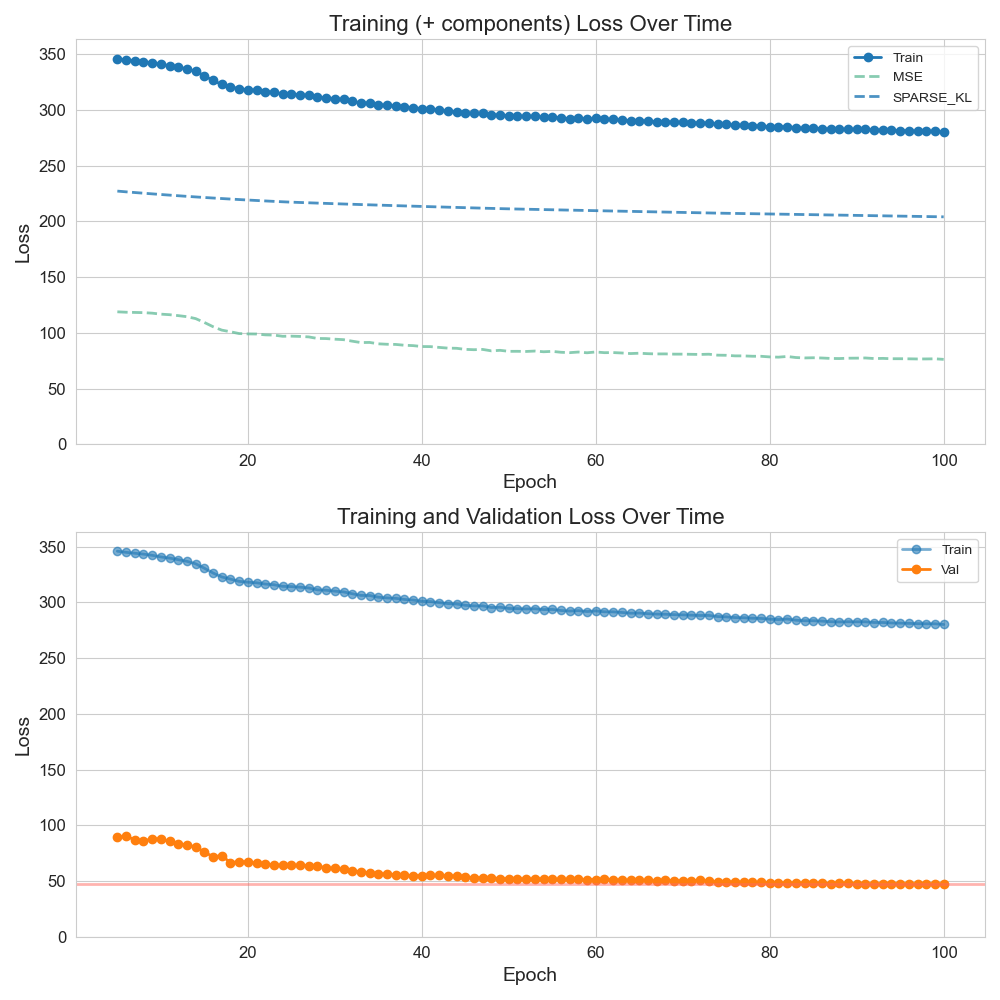 Training (+ components) Loss Over Time
350
300
250
200
150
100
50
0
Loss
Train
MSE
SPARSE_KL
20 40 60 80 100
Epoch
Training and Validation Loss Over Time
350
300
250
200
150
100
50
0
Loss
Train
Val
20 40 60 80 100
Epoch